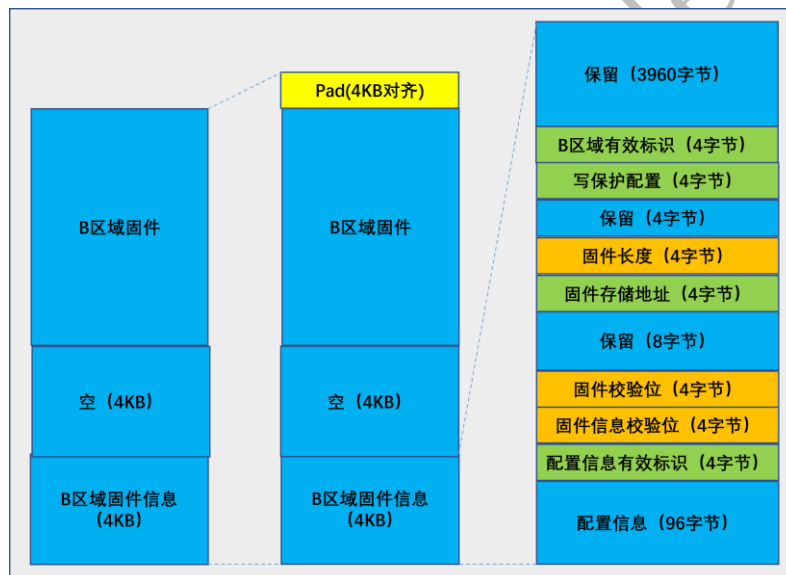 B区域固件
空（4KB）
B区域固件信息
（4KB）
Pad(4KB对齐)
B区域固件
空（4KB）
B区域固件信息
（4KB）
保留（3960字节）
B区域有效标识（4字节）
写保护配置（4字节）
保留（4字节）
固件长度（4字节）
固件存储地址（4字节）
保留（8字节）
固件校验位（4字节）
固件信息校验位（4字节）
配置信息有效标识（4字节）
配置信息（96字节）